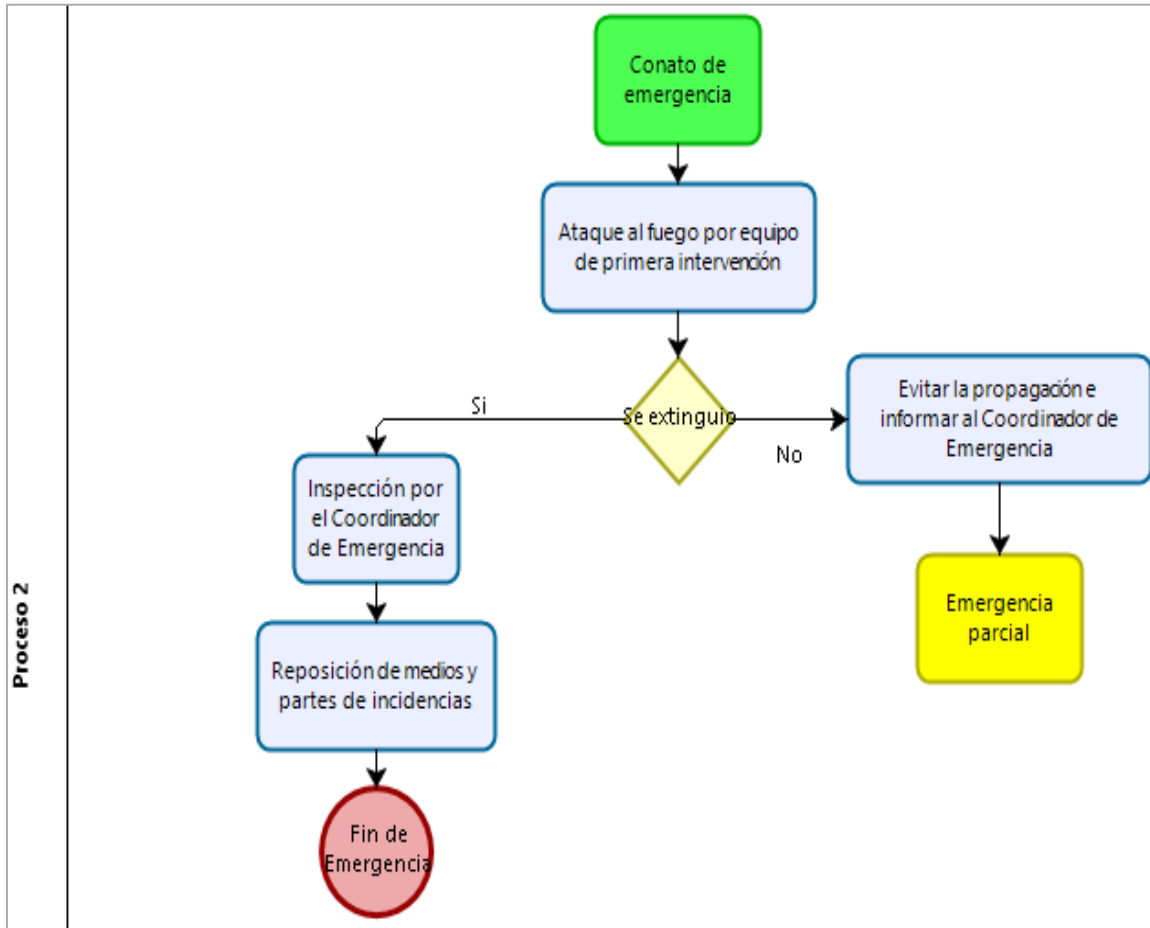 Proceso 2
Conato de
emergencia
Ataque al fuego por equipo
de primera intervención
Se extinguio
Si
No
Evitar la propagación e
informar al Coordinador de
Emergencia
Inspección por
el Coordinador
de Emergencia
Emergencia
parcial
Reposición de medios y
partes de incidencias
Fin de
Emergencia